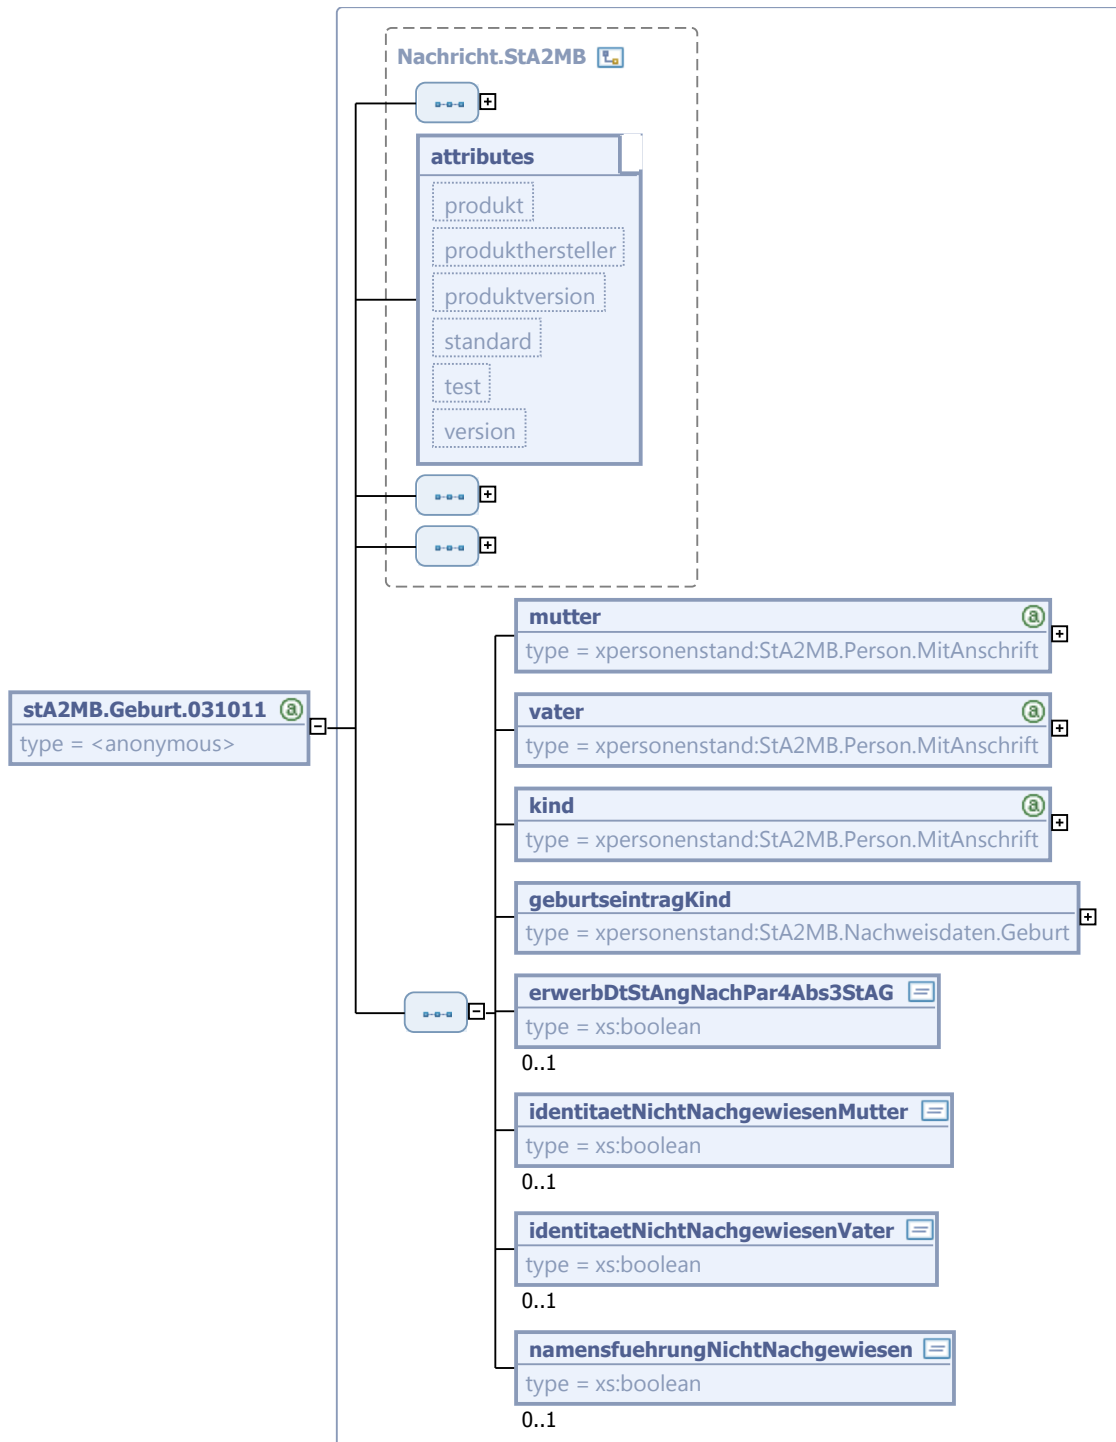 Nachricht.StA2MB
attributes
produkt
produkthersteller
produktversion
standard
test
version
mutter
type = xpersonenstand:StA2MB.Person.MitAnschrift
stA2MB.Geburt.031011
type = <anonymous>
vater
type = xpersonenstand:StA2MB.Person.MitAnschrift
kind
type = xpersonenstand:StA2MB.Person.MitAnschrift
geburtseintragKind
type = xpersonenstand:StA2MB.Nachweisdaten.Geburt
erwerbDtStAngNachPar4Abs3StAG
type = xs:boolean
0..1
identitaetNichtNachgewiesenMutter
type = xs:boolean
0..1
identitaetNichtNachgewiesenVater
type = xs:boolean
0..1
namensfuehrungNichtNachgewiesen
type = xs:boolean
0..1